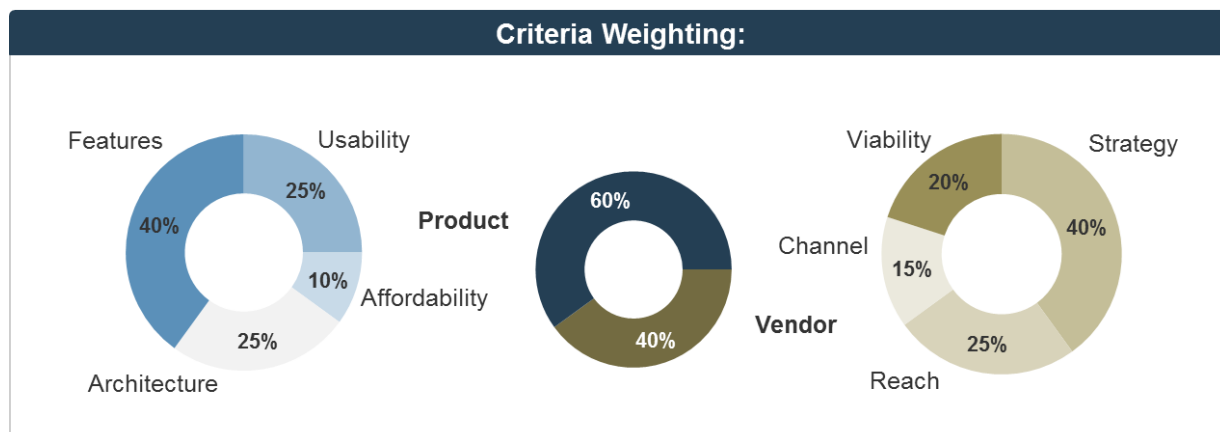 Criteria Weighting:
Features
Usability
25%
40%
10%
Affordability
25%
Architecture
Product
60%
40%
Vendor
Viability
Strategy
20%
Channel
40%
15%
25%
Reach